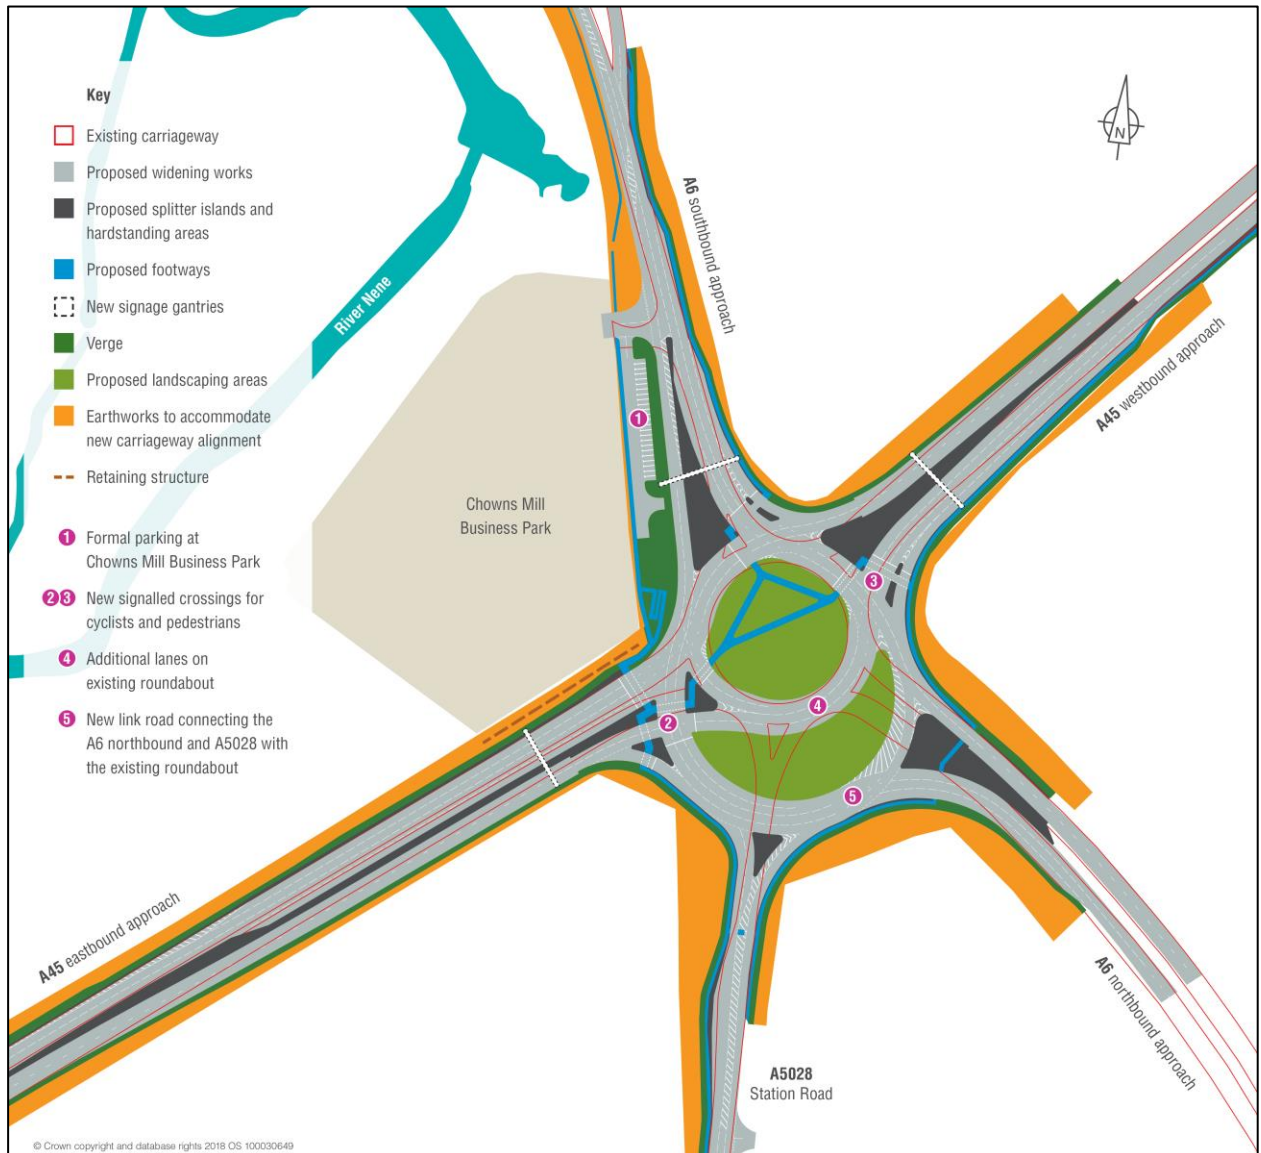 Key
Existing carriageway
Proposed widening works
Proposed splitter islands and
hardstanding areas
Proposed footways
New signage gantries
Verge
Proposed landscaping areas
Earthworks to accommodate
new carriageway alignment
Retaining structure
1 Formal parking at
Chowns Mill Business Park
2 3 New signalled crossings for
cyclists and pedestrians
4 Additional lanes on
existing roundabout
5 New link road connecting the
A6 northbound and A5028 with
the existing roundabout
River Nene
N
A6 southbound approach
A45 westbound approach
1
Chowns Mill
Business Park
3
2
4
5
A45 eastbound approach
A6 northbound approach
A5028
Station Road
© Crown copyright and database rights 2018 OS 100030649